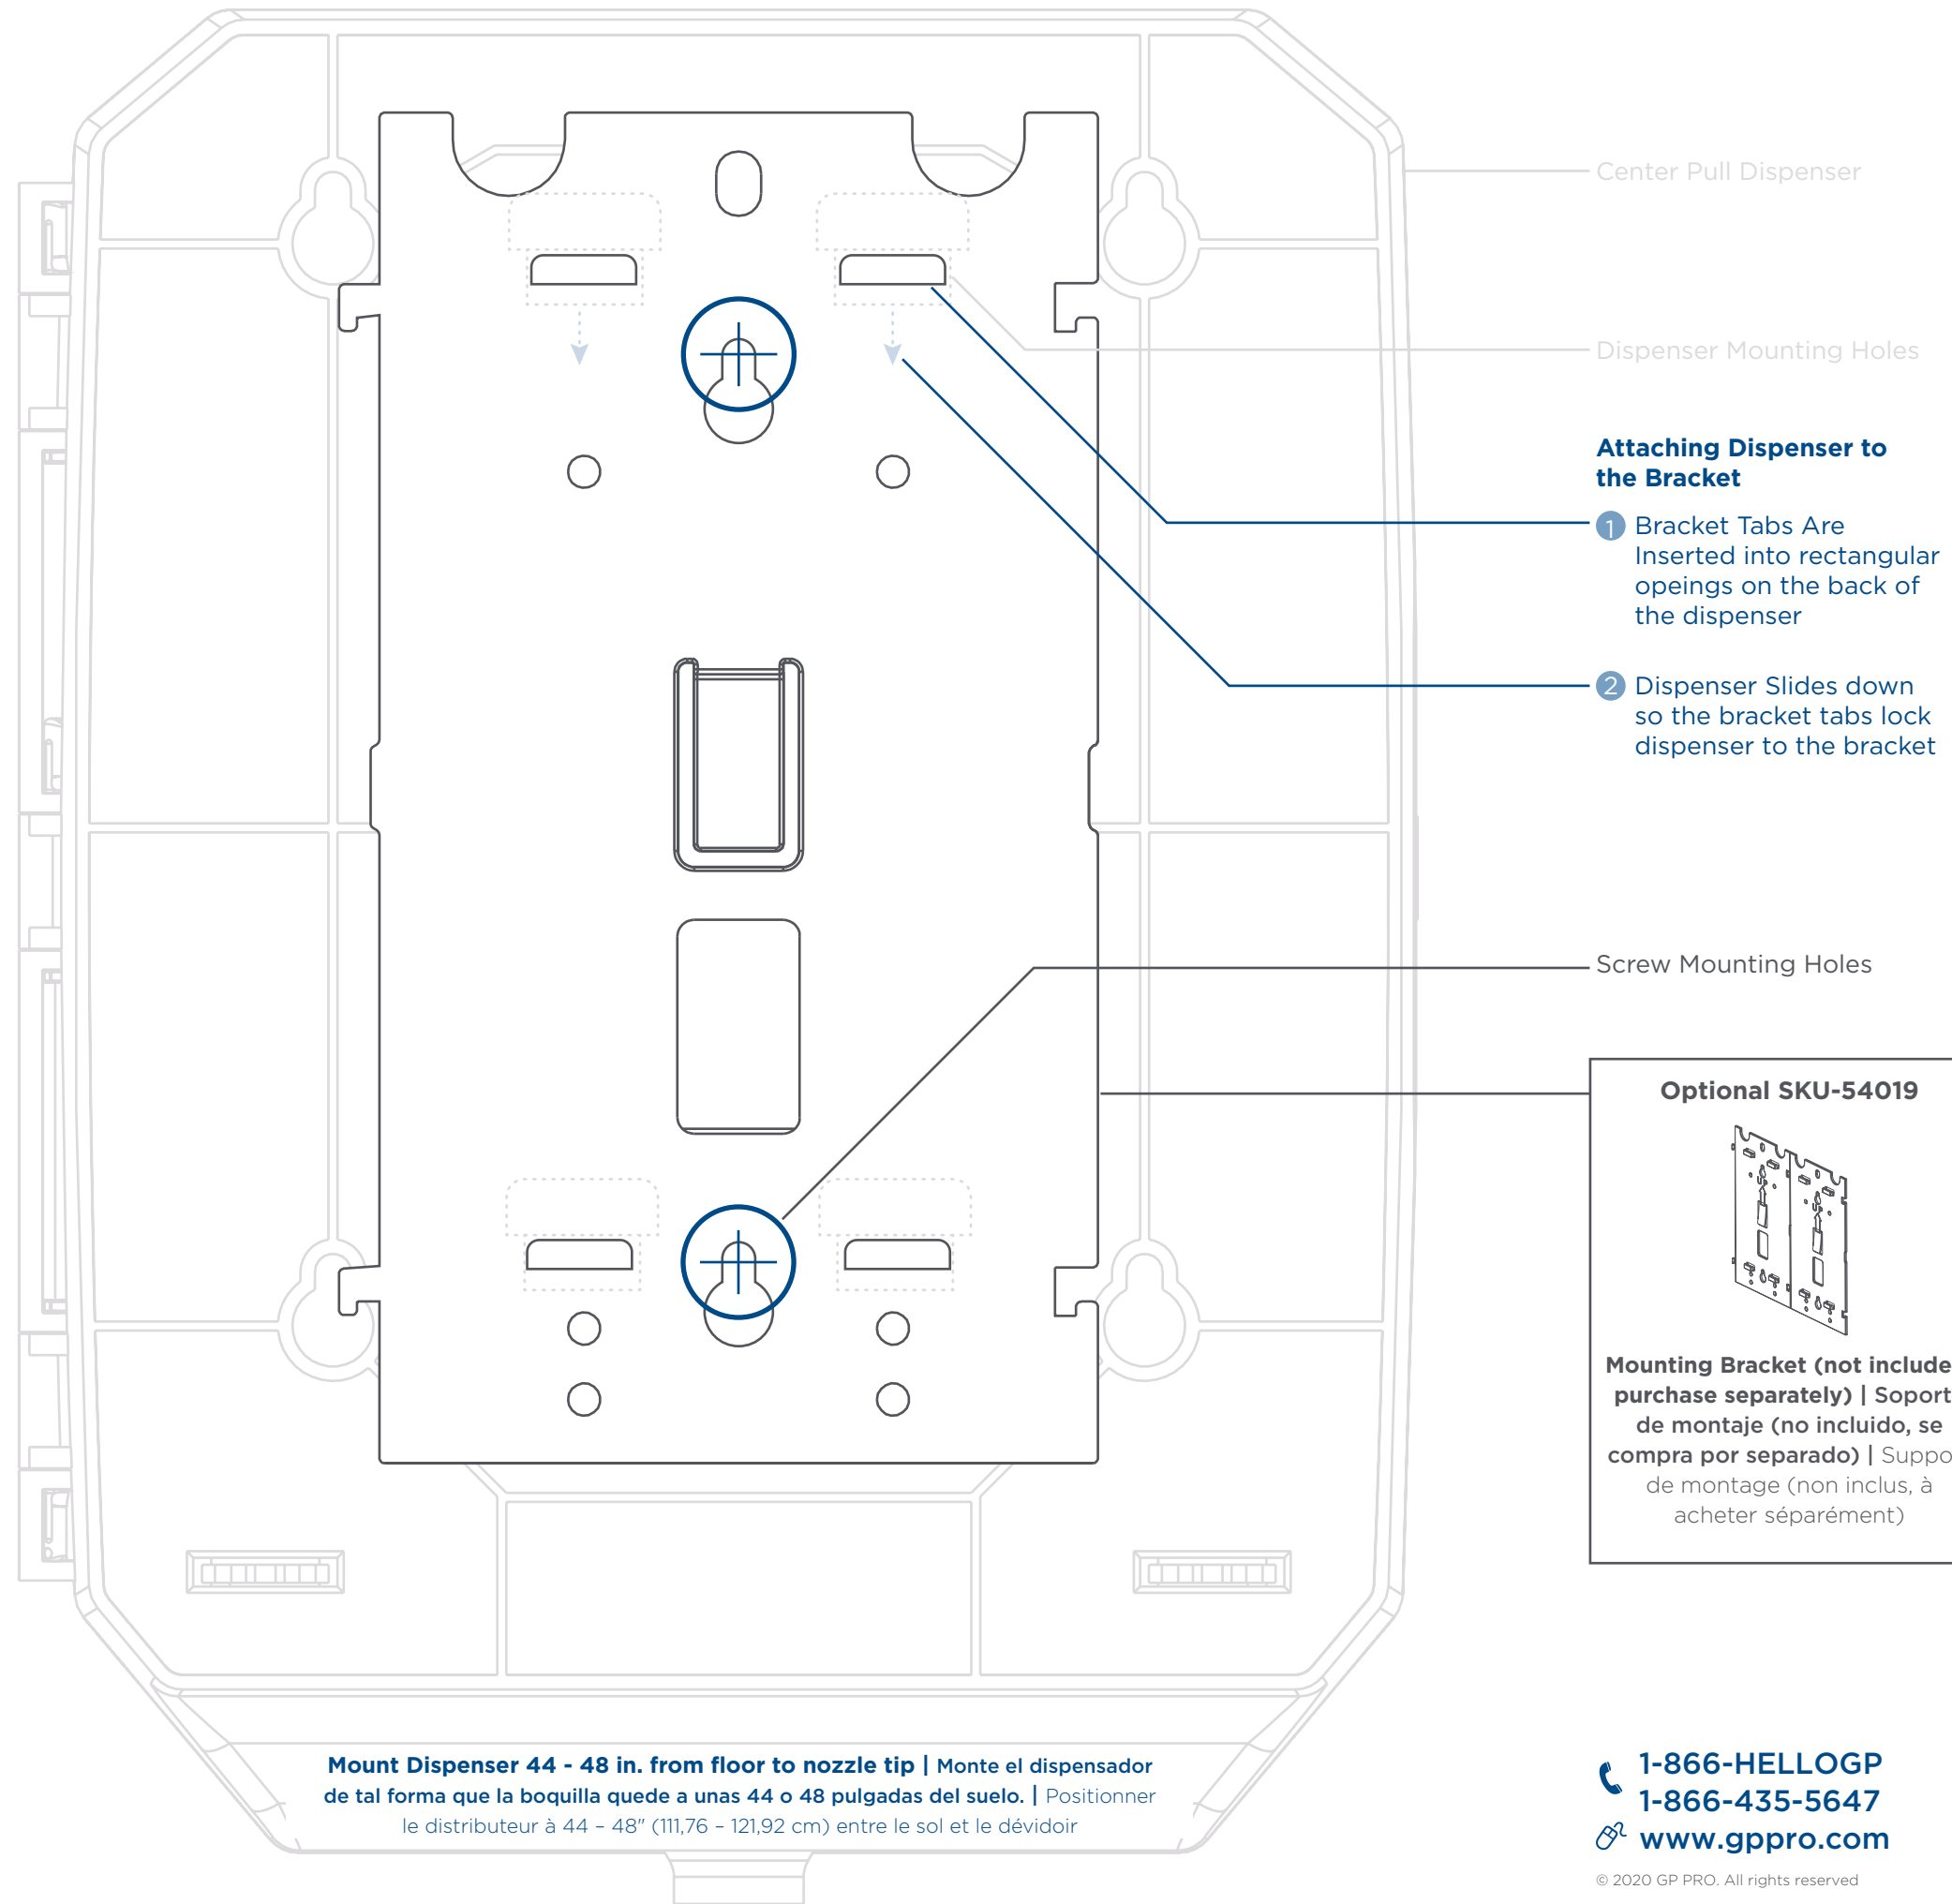 Center Pull Dispenser
Dispenser Mounting Holes
Attaching Dispenser to
the Bracket
1 Bracket Tabs Are
Inserted into rectangular
opeings on the back of
the dispenser
2 Dispenser Slides down
so the bracket tabs lock
dispenser to the bracket
Screw Mounting Holes
Optional SKU-54019
Mounting Bracket (not include
purchase separately) | Soport
de montaje (no incluido, se
compra por separado) | Suppo
de montage (non inclus, à
acheter séparément)
Mount Dispenser 44 - 48 in. from floor to nozzle tip | Monte el dispensador
de tal forma que la boquilla quede a unas 44 o 48 pulgadas del suelo. | Positionner
le distributeur à 44 – 48" (111,76 – 121,92 cm) entre le sol et le dévidoir
1-866-HELLOGP
1-866-435-5647
www.gppro.com
© 2020 GP PRO. All rights reserved